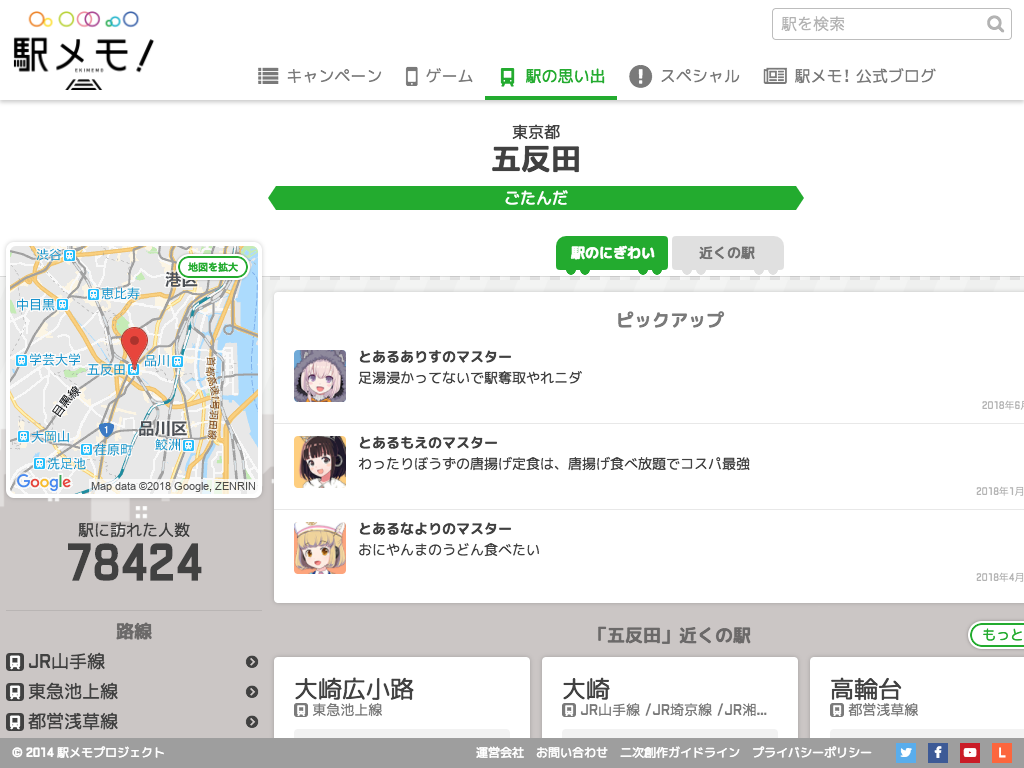 駅メモ!
EKIMEMO
駅を検索
キャンペーン
ゲーム
駅の思い出
スペシャル
駅メモ! 公式ブログ
東京都
五反田
ごたんだ
駅のにぎわい
近くの駅
渋谷
港区
地図を拡大
恵比寿
中目黒
学芸大学
品川
五反田
目黒線
首都高速1号羽田線
1
品川区
大岡山
荏原町
鮫洲
洗足池
Google
Map data ©2018 Google, ZENRIN
駅に訪れた人数
78424
路線
JR山手線
東急池上線
都営浅草線
ピックアップ
とあるありすのマスター
足湯浸かってないで駅奪取やれニダ
2018年6月
とあるもえのマスター
わったりぼうずの唐揚げ定食は、唐揚げ食べ放題でコスパ最強
2018年1月
とあるなよりのマスター
おにやんまのうどん食べたい
2018年4月
「五反田」近くの駅
もっと
大崎広小路
東急池上線
大崎
JR山手線 /JR埼京線 /JR湘...
高輪台
都営浅草線
© 2014 駅メモプロジェクト
運営会社 お問い合わせ 二次創作ガイドライン プライバシーポリシー